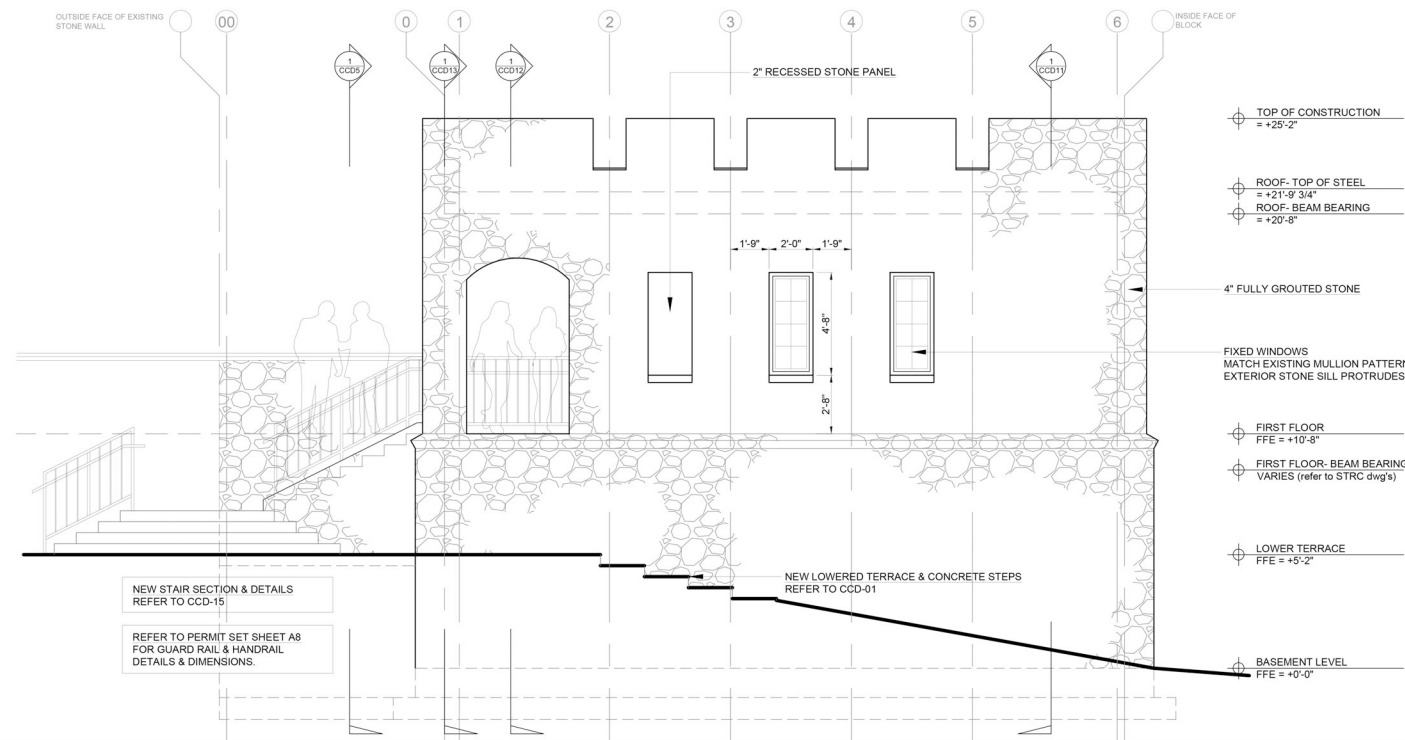 OUTSIDE FACE OF EXISTING
STONE WALL
00
0
1
2
3
4
5
6
INSIDE FACE OF
BLOCK
1
CCD5
1
CCD13
1
CCD12
1
CCD11
2" RECESSED STONE PANEL
TOP OF CONSTRUCTION
= +25'-2"
ROOF- TOP OF STEEL
= +21'-9' 3/4"
ROOF- BEAM BEARING
= +20'-8"
1'-9"
2'-0"
1'-9"
4" FULLY GROUTED STONE
4'-8"
FIXED WINDOWS
MATCH EXISTING MULLION PATTERN
EXTERIOR STONE SILL PROTRUDES
2'-8"
FIRST FLOOR
FFE = +10'-8"
FIRST FLOOR- BEAM BEARING
VARIES (refer to STRC dwg's)
LOWER TERRACE
FFE = +5'-2"
NEW STAIR SECTION & DETAILS
REFER TO CCD-15
NEW LOWERED TERRACE & CONCRETE STEPS
REFER TO CCD-01
REFER TO PERMIT SET SHEET A8
FOR GUARD RAIL & HANDRAIL
DETAILS & DIMENSIONS.
BASEMENT LEVEL
FFE = +0'-0"